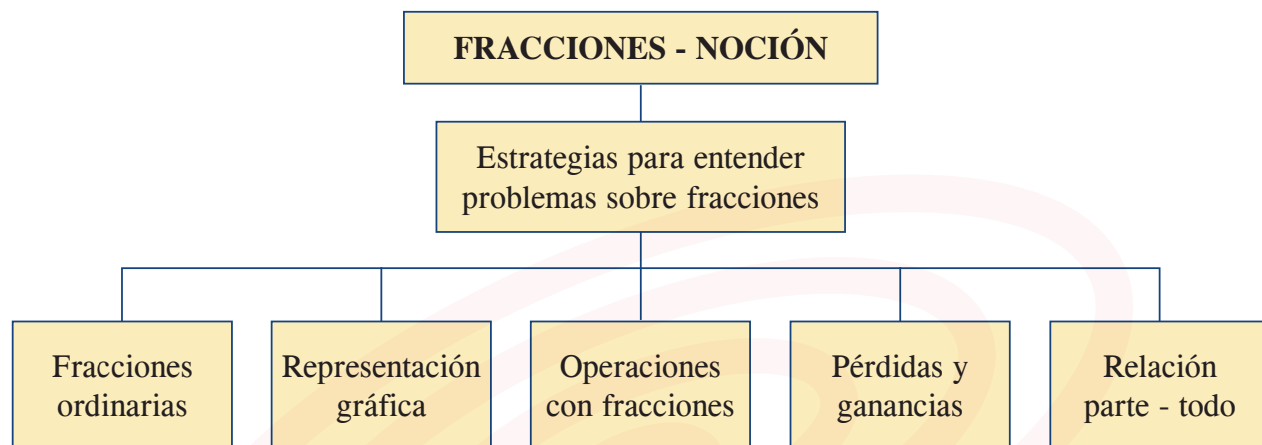 FRACCIONES - NOCIÓN
Estrategias para entender
problemas sobre fracciones
Fracciones
ordinarias
Representación
gráfica
Operaciones
con fracciones
Pérdidas y
ganancias
Relación
parte - todo